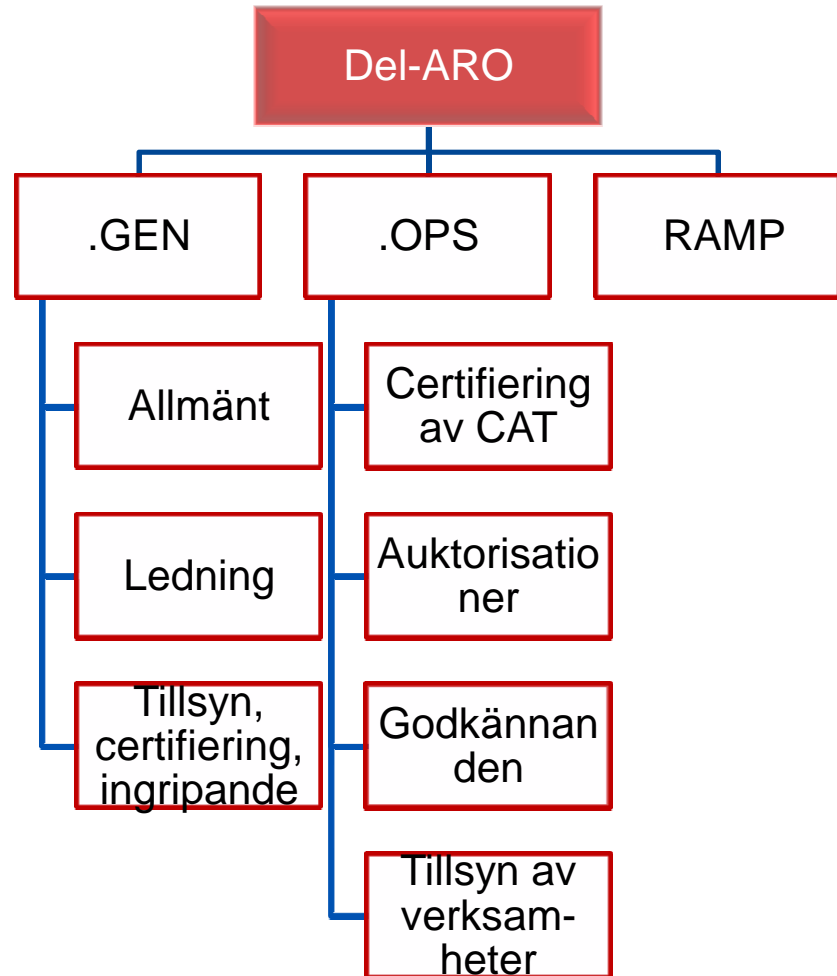 Del-ARO
.GEN
.OPS
RAMP
Allmänt
Ledning
Tillsyn,
certifiering,
ingripande
Certifiering
av CAT
Auktorisatio
ner
Godkännan
den
Tillsyn av
verksam-
heter